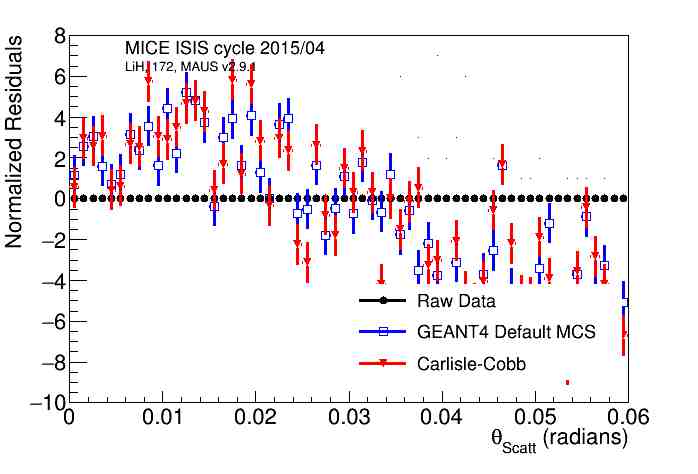 MICE ISIS cycle 2015/04
LiH, 172, MAUS v2.9.1
Normalized Residuals
8
6
4
2
0
−2
−4
−6
−8
−10
Raw Data
GEANT4 Default MCS
Carlisle-Cobb
0 0.01 0.02 0.03 0.04 0.05 0.06
θScatt (radians)